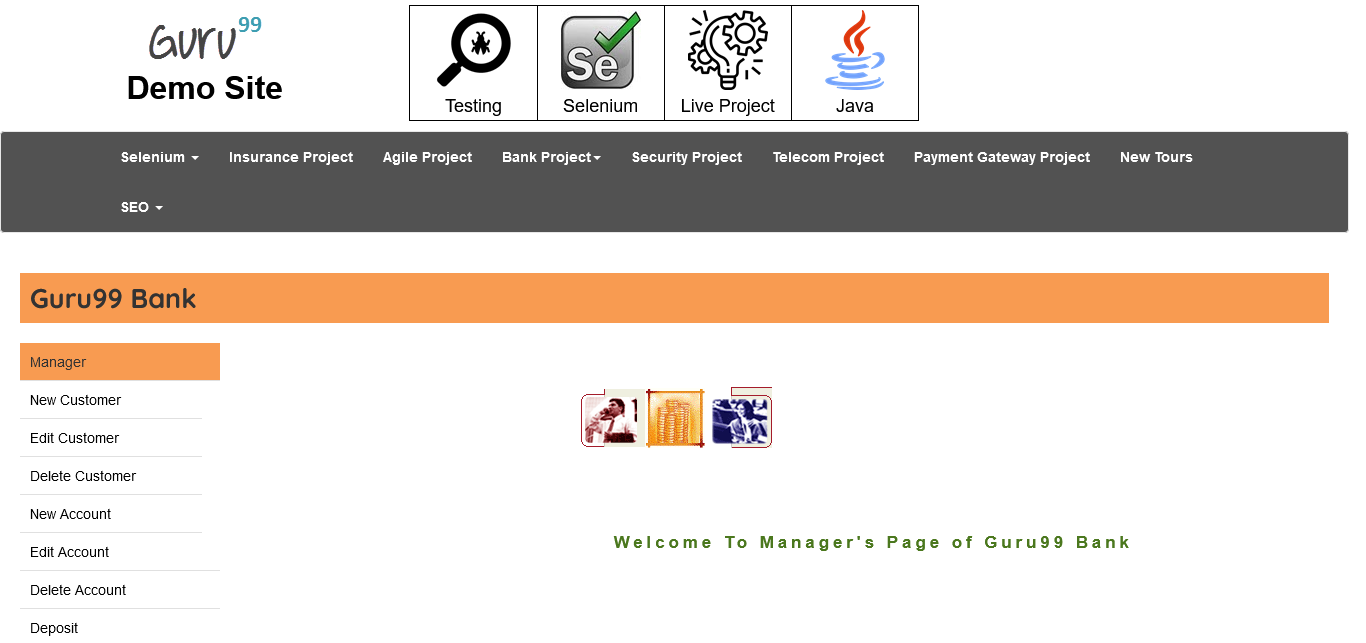 Guru99
Demo Site
Testing
Se
Selenium
Live Project
Java
Selenium Insurance Project Agile Project Bank Project Security Project Telecom Project Payment Gateway Project New Tours
SEO
Guru99 Bank
Manager
New Customer
Edit Customer
Delete Customer
New Account
Edit Account
Delete Account
Deposit
Welcome To Manager's Page of Guru99 Bank